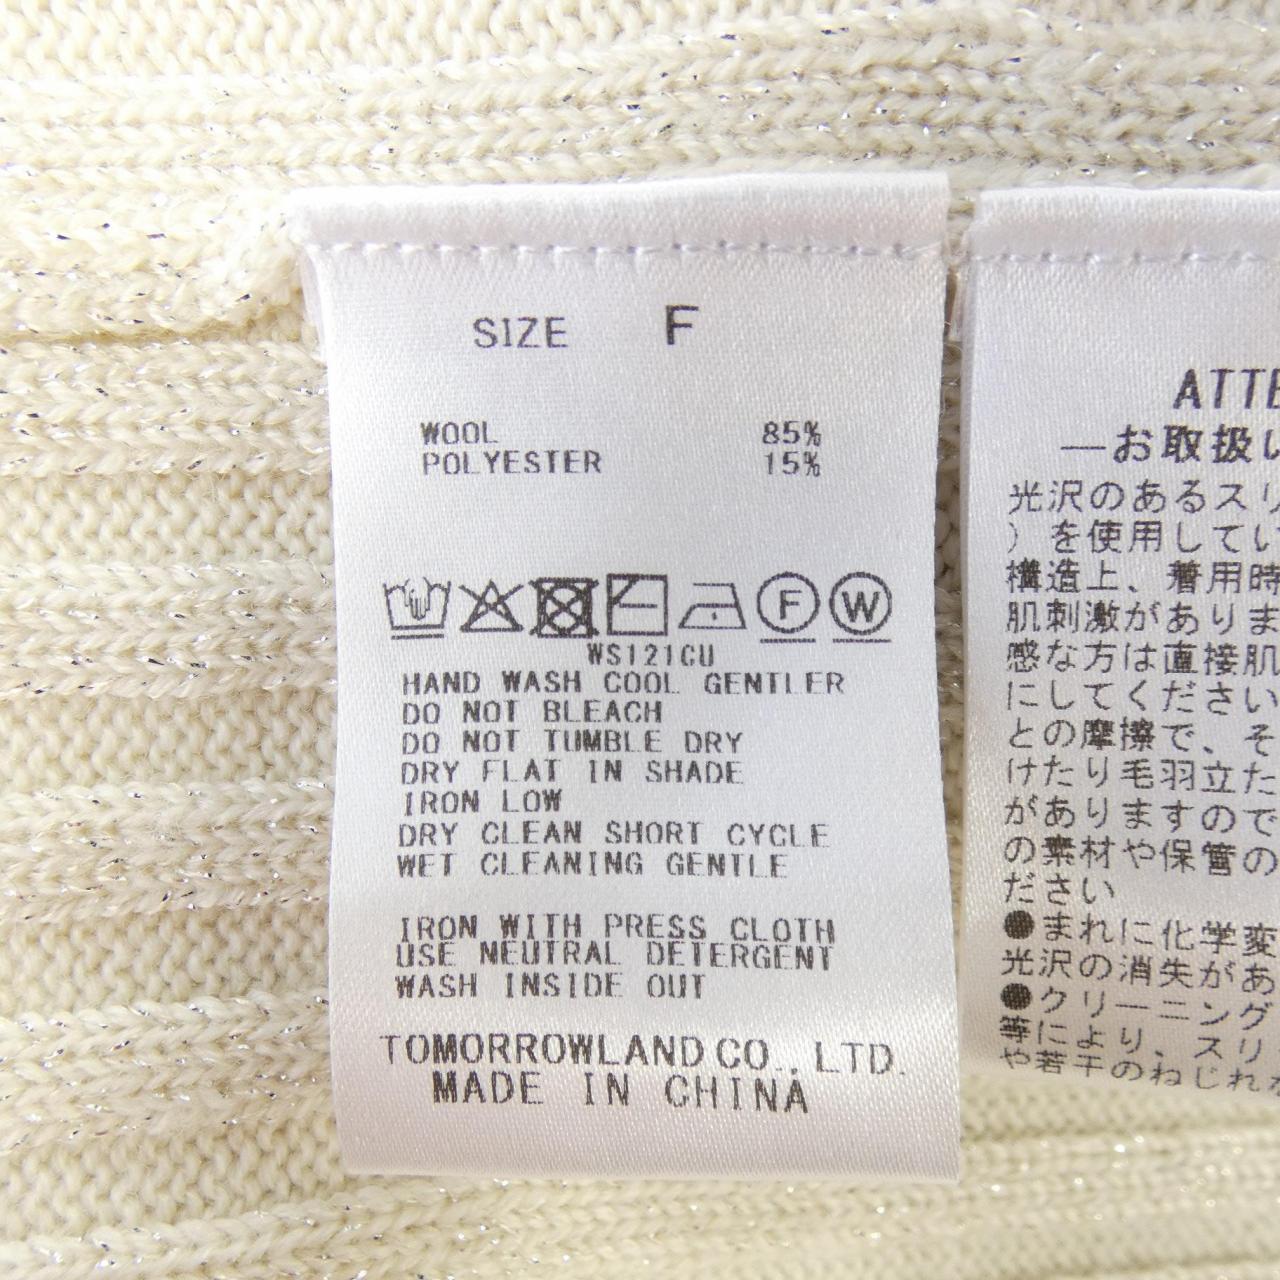 SIZE F
WOOL 85%
POLYESTER 15%
F W
WS121CU
HAND WASH COOL GENTLER
DO NOT BLEACH
DO NOT TUMBLE DRY
DRY FLAT IN SHADE
IRON LOW
DRY CLEAN SHORT CYCLE
WET CLEANING GENTLE
IRON WITH PRESS CLOTH
USE NEUTRAL DETERGENT
WASH INSIDE OUT
TOMORROWLAND CO., LTD.
MADE IN CHINA
ATTE
―お取扱い
光沢のあるスリ
）を使用してい
構造上、着用時
肌刺激がありま
感な方は直接肌
にしてください
との摩擦で、そ
けたり毛羽立た
がありますので
の素材や保管の
ださい
●まれに化学変
光沢の消失があ
●クリーニング
等により、スリ
や若干のねじれが